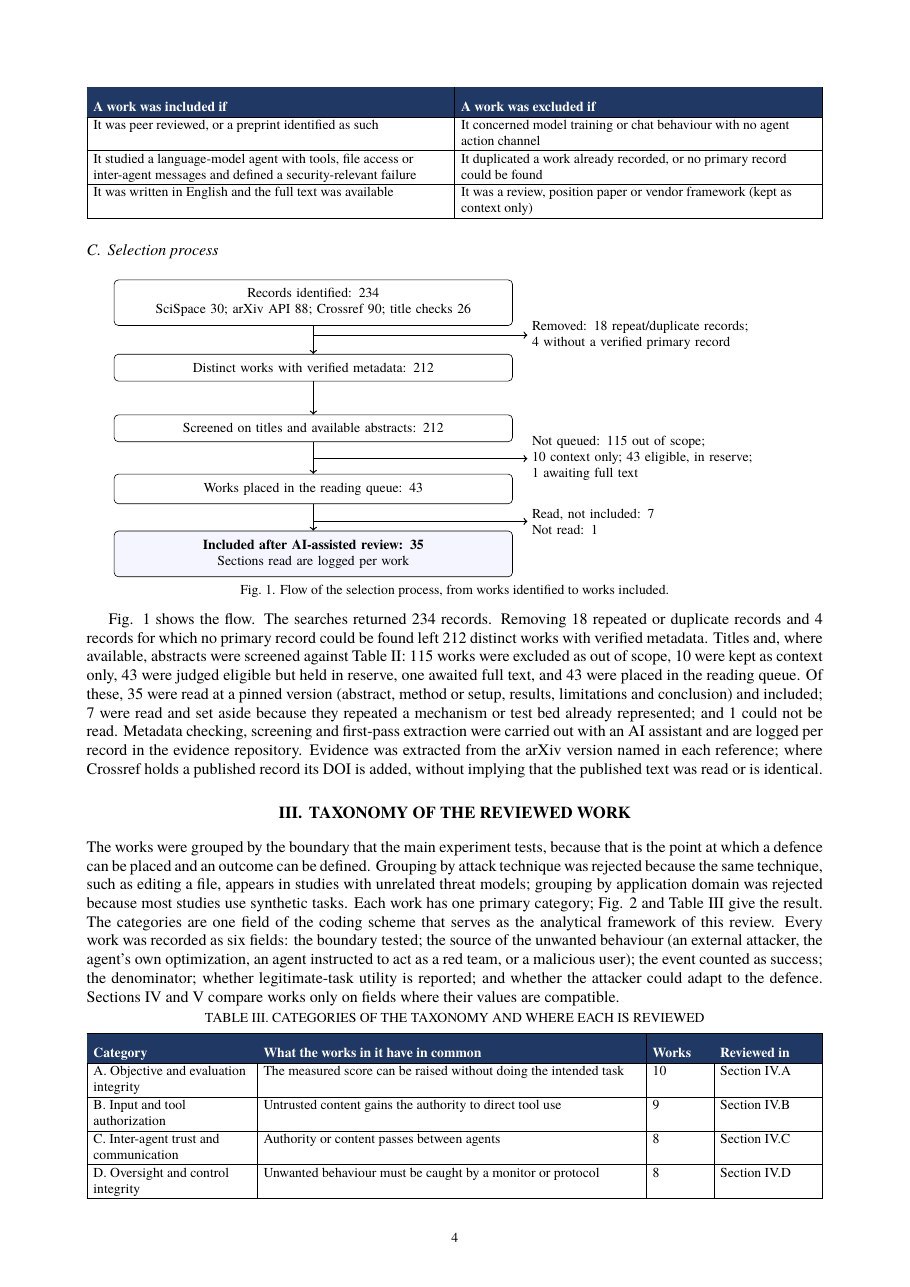 A work was included if
A work was excluded if
It was peer reviewed, or a preprint identified as such
It concerned model training or chat behaviour with no agent
action channel
It studied a language-model agent with tools, file access or
inter-agent messages and defined a security-relevant failure
It duplicated a work already recorded, or no primary record
could be found
It was written in English and the full text was available
It was a review, position paper or vendor framework (kept as
context only)
C. Selection process
Records identified: 234
SciSpace 30; arXiv API 88; Crossref 90; title checks 26
Removed: 18 repeat/duplicate records;
4 without a verified primary record
Distinct works with verified metadata: 212
Screened on titles and available abstracts: 212
Not queued: 115 out of scope;
10 context only; 43 eligible, in reserve;
1 awaiting full text
Works placed in the reading queue: 43
Read, not included: 7
Not read: 1
Included after AI-assisted review: 35
Sections read are logged per work
Fig. 1. Flow of the selection process, from works identified to works included.
Fig. 1 shows the flow. The searches returned 234 records. Removing 18 repeated or duplicate records and 4
records for which no primary record could be found left 212 distinct works with verified metadata. Titles and, where
available, abstracts were screened against Table II: 115 works were excluded as out of scope, 10 were kept as context
only, 43 were judged eligible but held in reserve, one awaited full text, and 43 were placed in the reading queue. Of
these, 35 were read at a pinned version (abstract, method or setup, results, limitations and conclusion) and included;
7 were read and set aside because they repeated a mechanism or test bed already represented; and 1 could not be
read. Metadata checking, screening and first-pass extraction were carried out with an AI assistant and are logged per
record in the evidence repository. Evidence was extracted from the arXiv version named in each reference; where
Crossref holds a published record its DOI is added, without implying that the published text was read or is identical.
III. TAXONOMY OF THE REVIEWED WORK
The works were grouped by the boundary that the main experiment tests, because that is the point at which a defence
can be placed and an outcome can be defined. Grouping by attack technique was rejected because the same technique,
such as editing a file, appears in studies with unrelated threat models; grouping by application domain was rejected
because most studies use synthetic tasks. Each work has one primary category; Fig. 2 and Table III give the result.
The categories are one field of the coding scheme that serves as the analytical framework of this review. Every
work was recorded as six fields: the boundary tested; the source of the unwanted behaviour (an external attacker, the
agent's own optimization, an agent instructed to act as a red team, or a malicious user); the event counted as success;
the denominator; whether legitimate-task utility is reported; and whether the attacker could adapt to the defence.
Sections IV and V compare works only on fields where their values are compatible.
TABLE III. CATEGORIES OF THE TAXONOMY AND WHERE EACH IS REVIEWED
Category
What the works in it have in common
Works
Reviewed in
A. Objective and evaluation
integrity
The measured score can be raised without doing the intended task
10
Section IV.A
B. Input and tool
authorization
Untrusted content gains the authority to direct tool use
9
Section IV.B
C. Inter-agent trust and
communication
Authority or content passes between agents
8
Section IV.C
D. Oversight and control
integrity
Unwanted behaviour must be caught by a monitor or protocol
8
Section IV.D
4